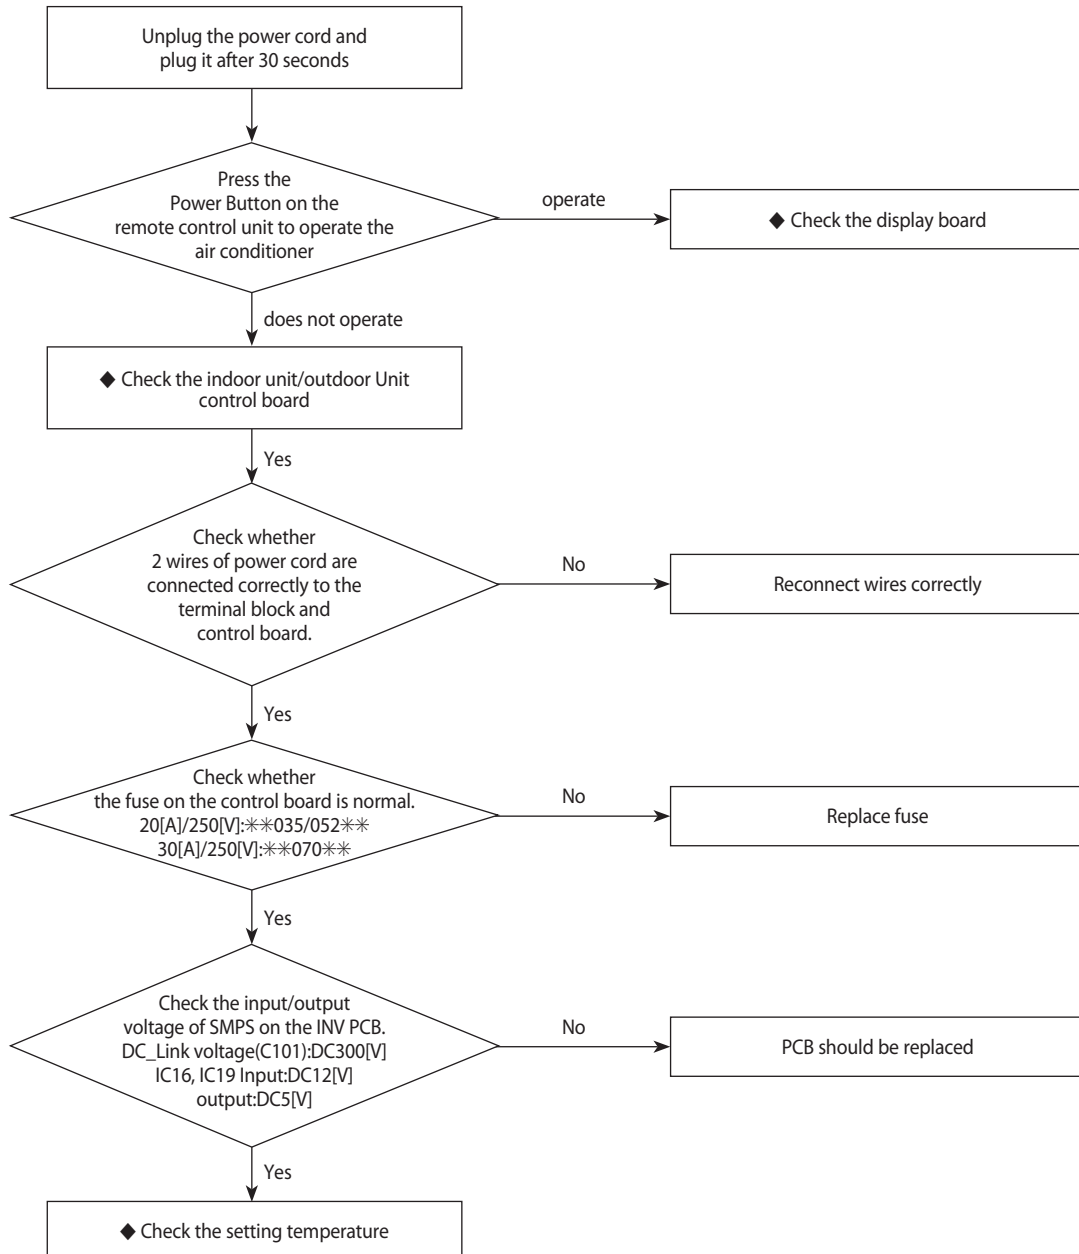 Unplug the power cord and
plug it after 30 seconds
Press the
Power Button on the
remote control unit to operate the
air conditioner
operate
◆ Check the display board
does not operate
◆ Check the indoor unit/outdoor Unit
control board
Yes
Check whether
2 wires of power cord are
connected correctly to the
terminal block and
control board.
No
Reconnect wires correctly
Yes
Check whether
the fuse on the control board is normal.
20[A]/250[V]:✳✳035/052✳✳
30[A]/250[V]:✳✳070✳✳
No
Replace fuse
Yes
Check the input/output
voltage of SMPS on the INV PCB.
DC_Link voltage(C101):DC300[V]
IC16, IC19 Input:DC12[V]
output:DC5[V]
No
PCB should be replaced
Yes
◆ Check the setting temperature